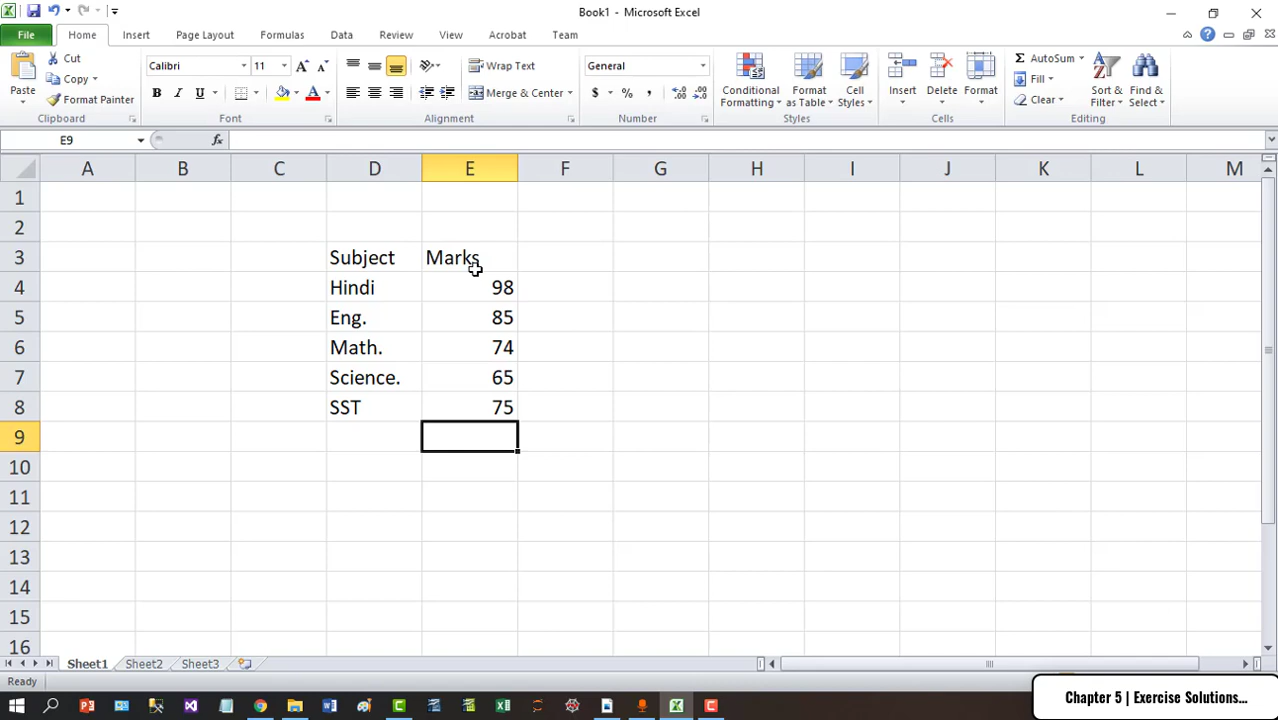 Book1 - Microsoft Excel
File Home Insert Page Layout Formulas Data Review View Acrobat Team
Paste
Cut
Copy
Format Painter
Clipboard
Calibri 11
B I U
Font
Wrap Text
Merge & Center
Alignment
General
$ % ,
Number
Conditional Formatting
Format as Table
Cell Styles
Styles
Insert
Delete
Format
Cells
Σ AutoSum
Fill
Clear
Sort & Filter
Find & Select
Editing
E9
fx
A B C D E F G H I J K L M
1
2
3 Subject Marks
4 Hindi 98
5 Eng. 85
6 Math. 74
7 Science. 65
8 SST 75
9
10
11
12
13
14
15
16
Sheet1 Sheet2 Sheet3
Ready
Chapter 5 | Exercise Solutions...